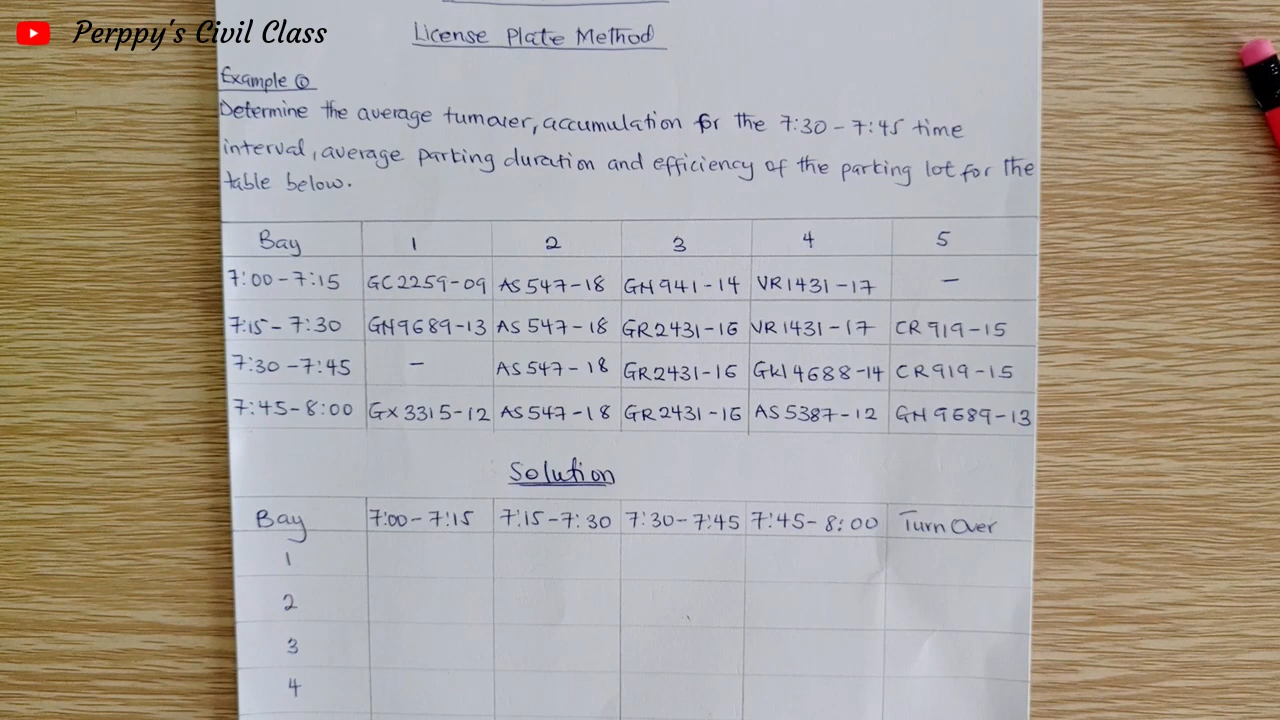 Perppy's Civil Class
License Plate Method
Example ①
Determine the average turnover, accumulation for the 7:30 - 7:45 time
interval, average parking duration and efficiency of the parking lot for the
table below.
Bay 1 2 3 4 5
7:00 - 7:15 GC2259-09 AS547-18 GN941-14 VR1431-17 —
7:15 - 7:30 GN9689-13 AS547-18 GR2431-16 VR1431-17 CR919-15
7:30 - 7:45 — AS547-18 GR2431-16 GK14688-14 CR919-15
7:45 - 8:00 GX3315-12 AS547-18 GR2431-16 AS5387-12 GN9689-13
Solution
Bay 7:00 - 7:15 7:15 - 7:30 7:30 - 7:45 7:45 - 8:00 Turn Over
1
2
3
4